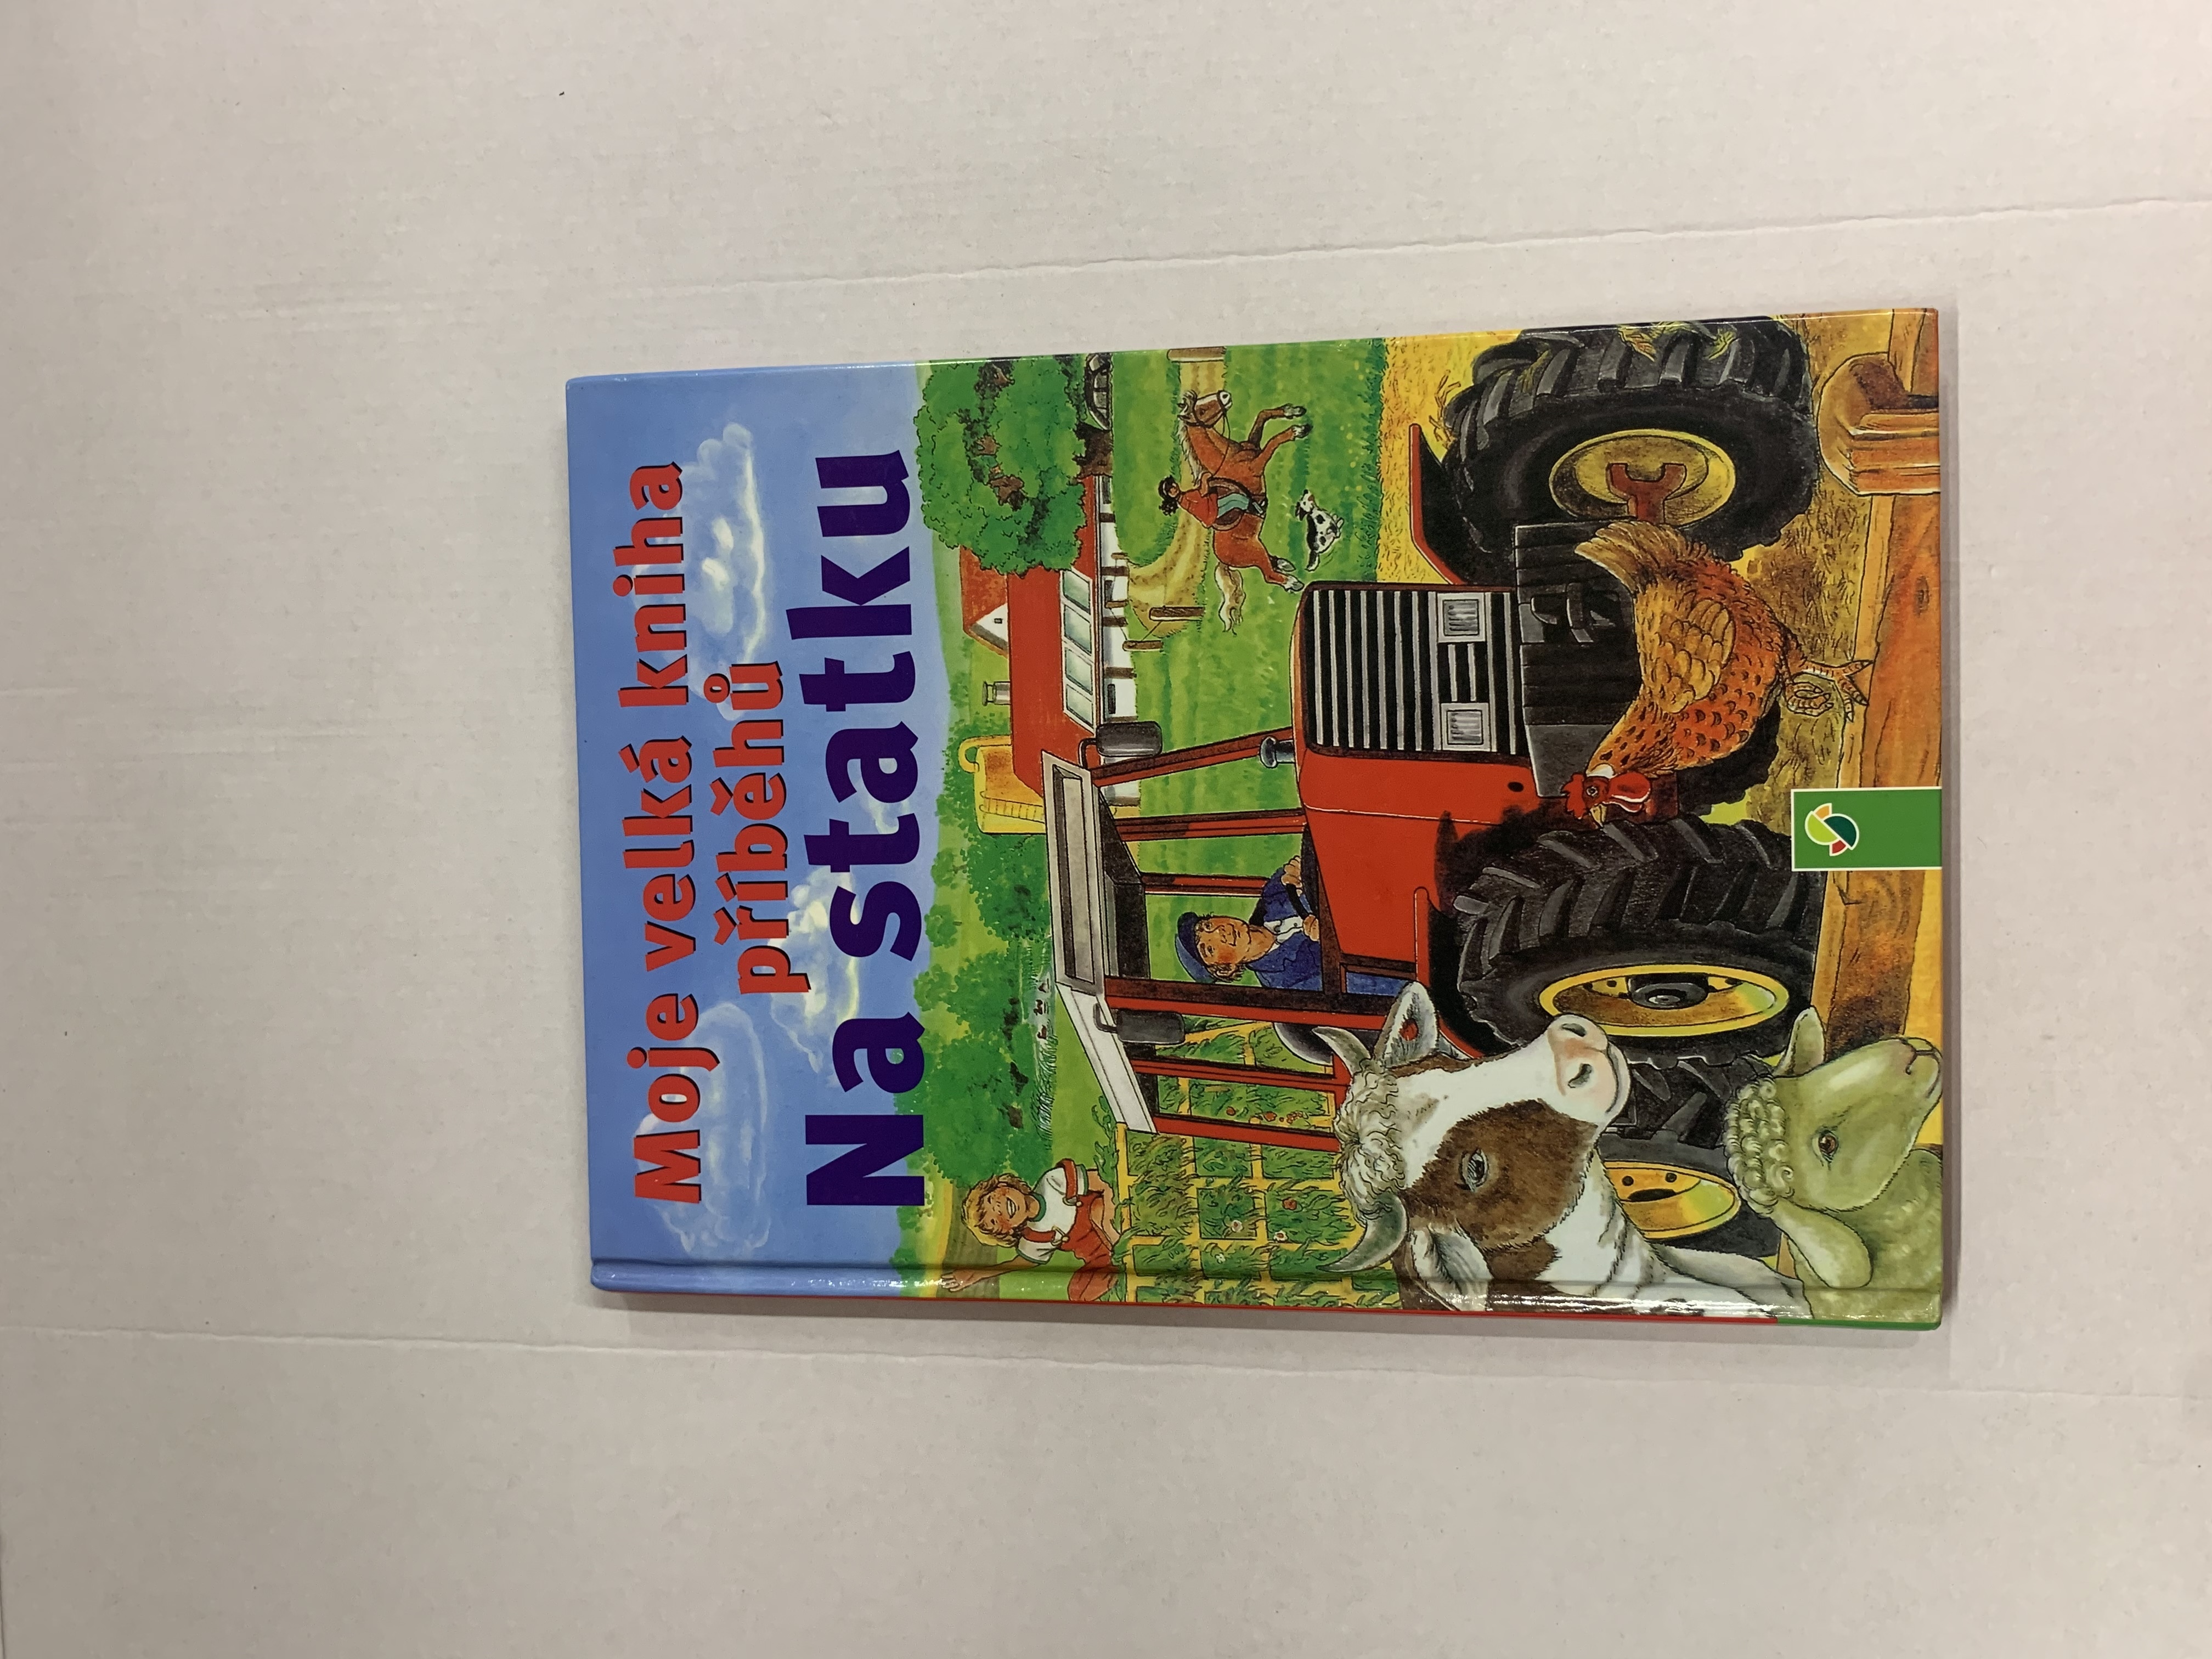 Moje velká kniha
příběhů
Na statku